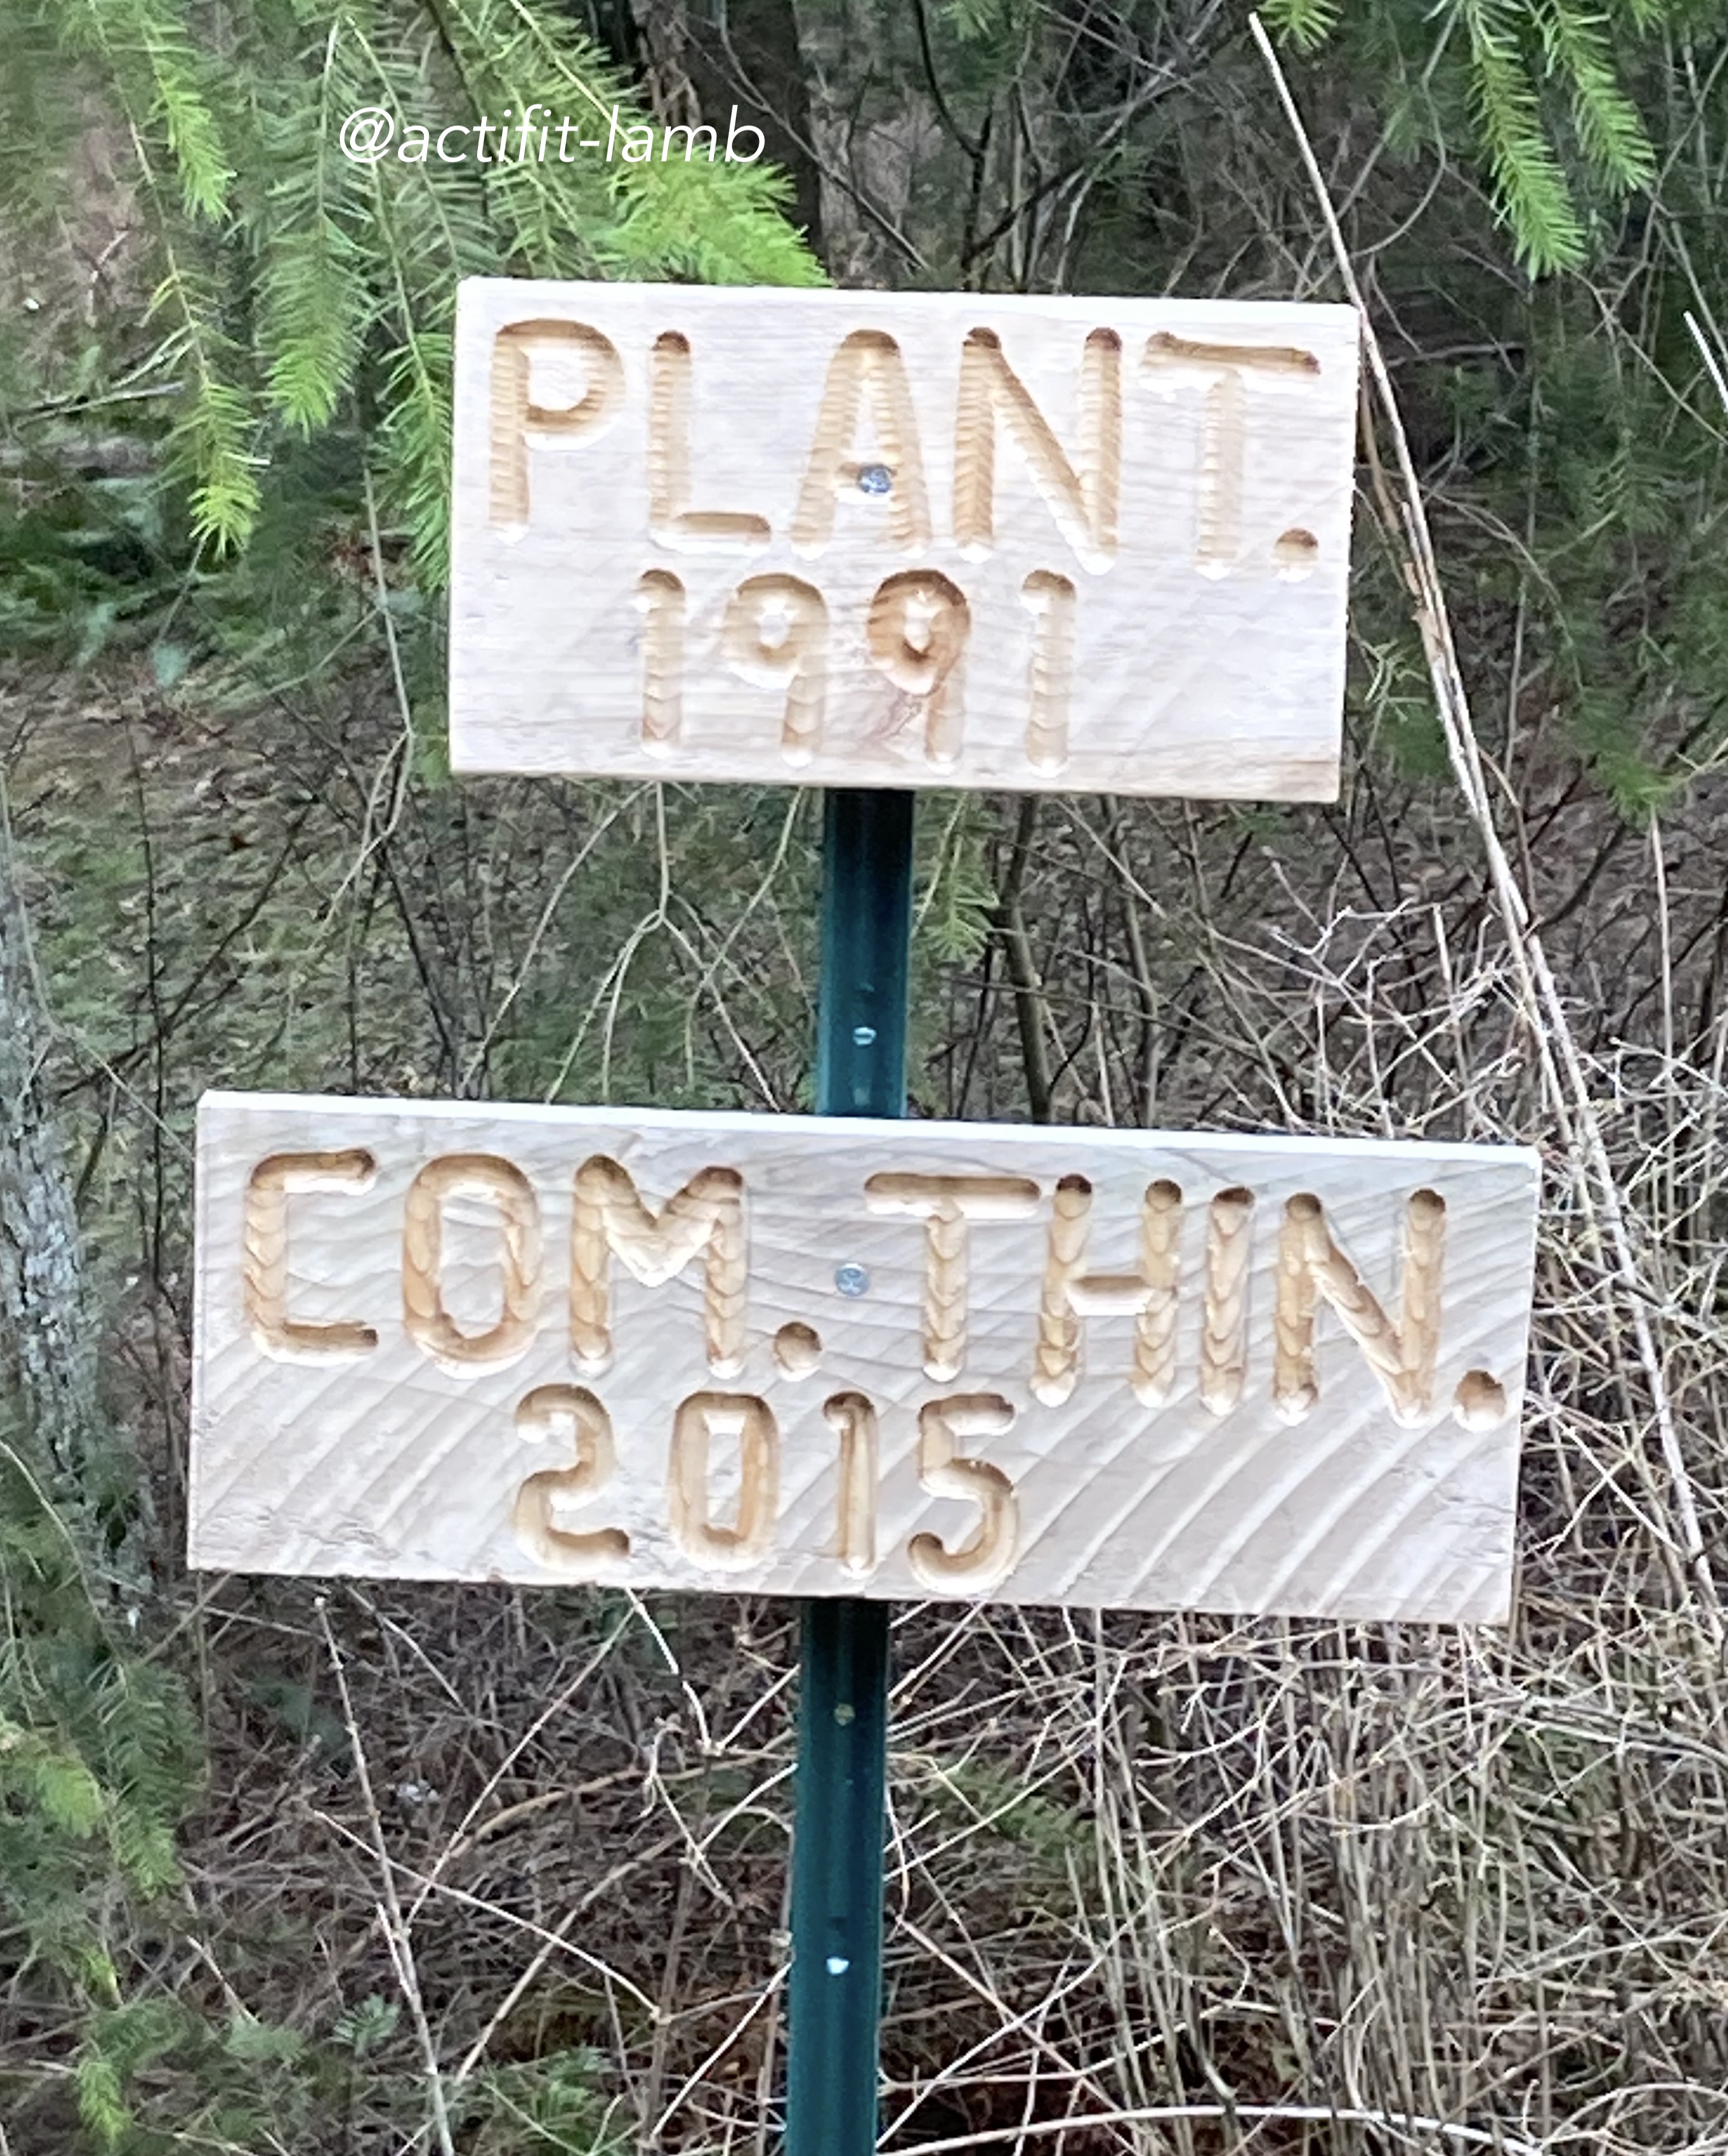 @actifit-lamb
PLANT.
1991
COM. THIN.
2015